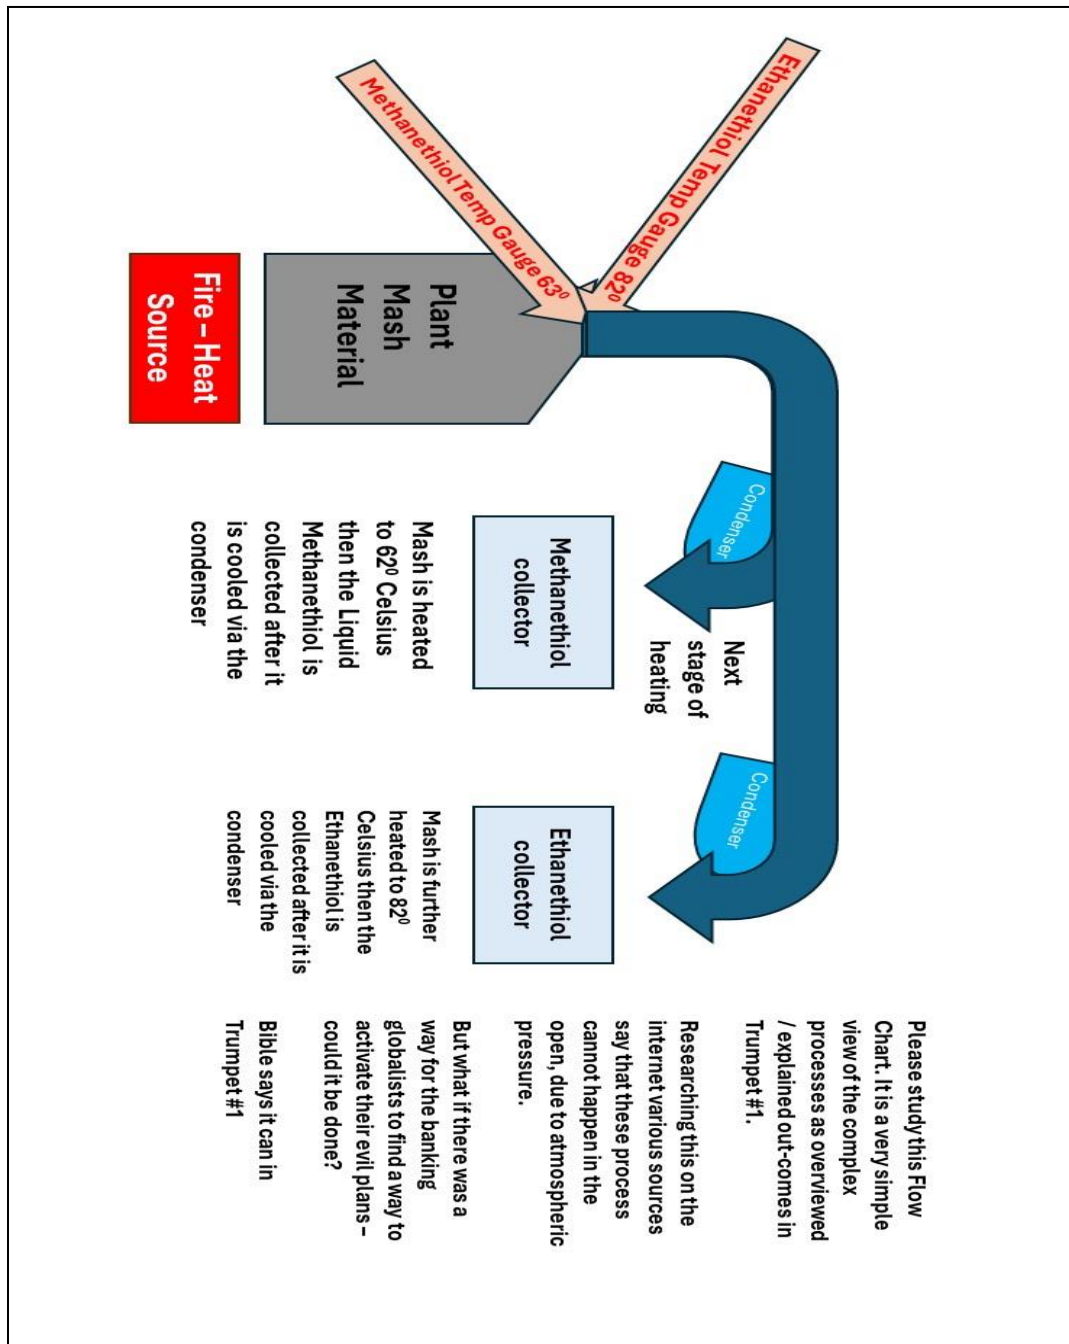 Ethanethiol Temp Gauge 82⁰
Methanethiol Temp Gauge 63⁰
Fire – Heat
Source
Plant
Mash
Material
Condenser
Condenser
Next
stage of
heating
Methanethiol
collector
Ethanethiol
collector
Mash is heated
to 62⁰ Celsius
then the Liquid
Methanethiol is
collected after it
is cooled via the
condenser
Mash is further
heated to 82⁰
Celsius then the
Ethanethiol is
collected after it is
cooled via the
condenser
Please study this Flow
Chart. It is a very simple
view of the complex
processes as overviewed
/ explained out-comes in
Trumpet #1.
Researching this on the
internet various sources
say that these process
cannot happen in the
open, due to atmospheric
pressure.
But what if there was a
way for the banking
globalists to find a way to
activate their evil plans –
could it be done?
Bible says it can in
Trumpet #1